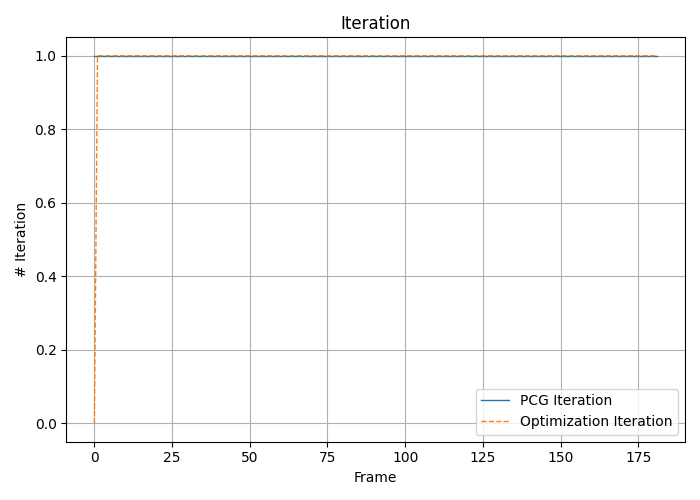 Iteration
1.0
0.8
0.6
0.4
0.2
0.0
# Iteration
PCG Iteration
Optimization Iteration
0 25 50 75 100 125 150 175
Frame